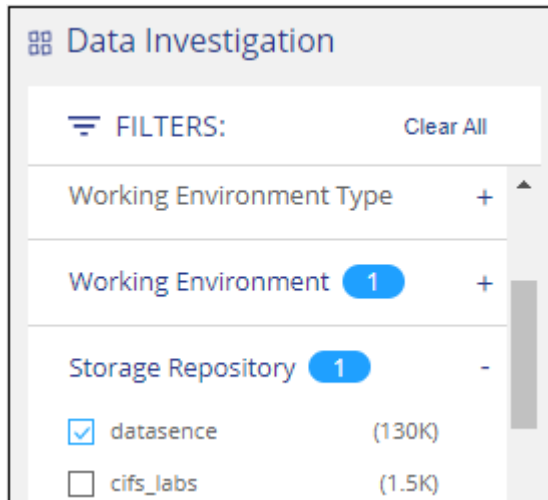 Data Investigation
FILTERS: Clear All
Working Environment Type +
Working Environment 1 +
Storage Repository 1 -
datasence (130K)
cifs_labs (1.5K)